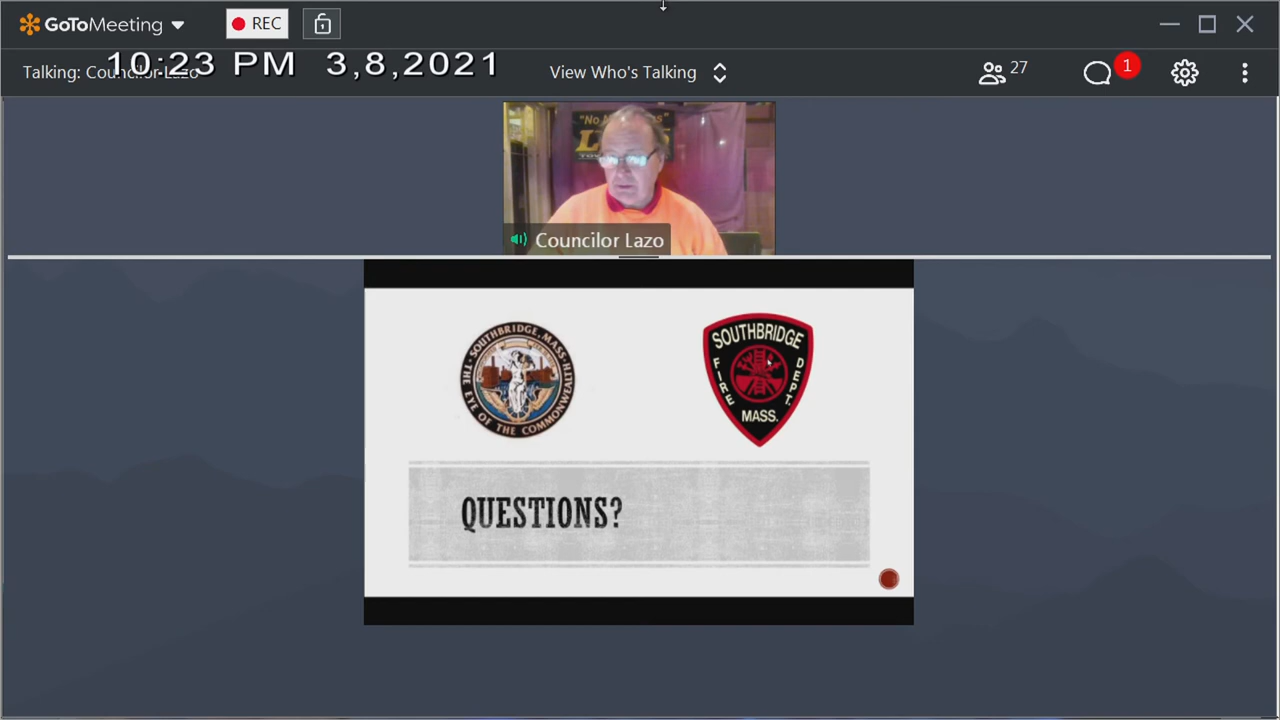 GoToMeeting
REC
10:23 PM 3,8,2021
Talking: Councilor Lazo
View Who's Talking
27
1
"No
Councilor Lazo
SOUTHBRIDGE, MASS.
THE EYE OF THE COMMONWEALTH
SOUTHBRIDGE
FIRE
DEPT.
MASS.
QUESTIONS?